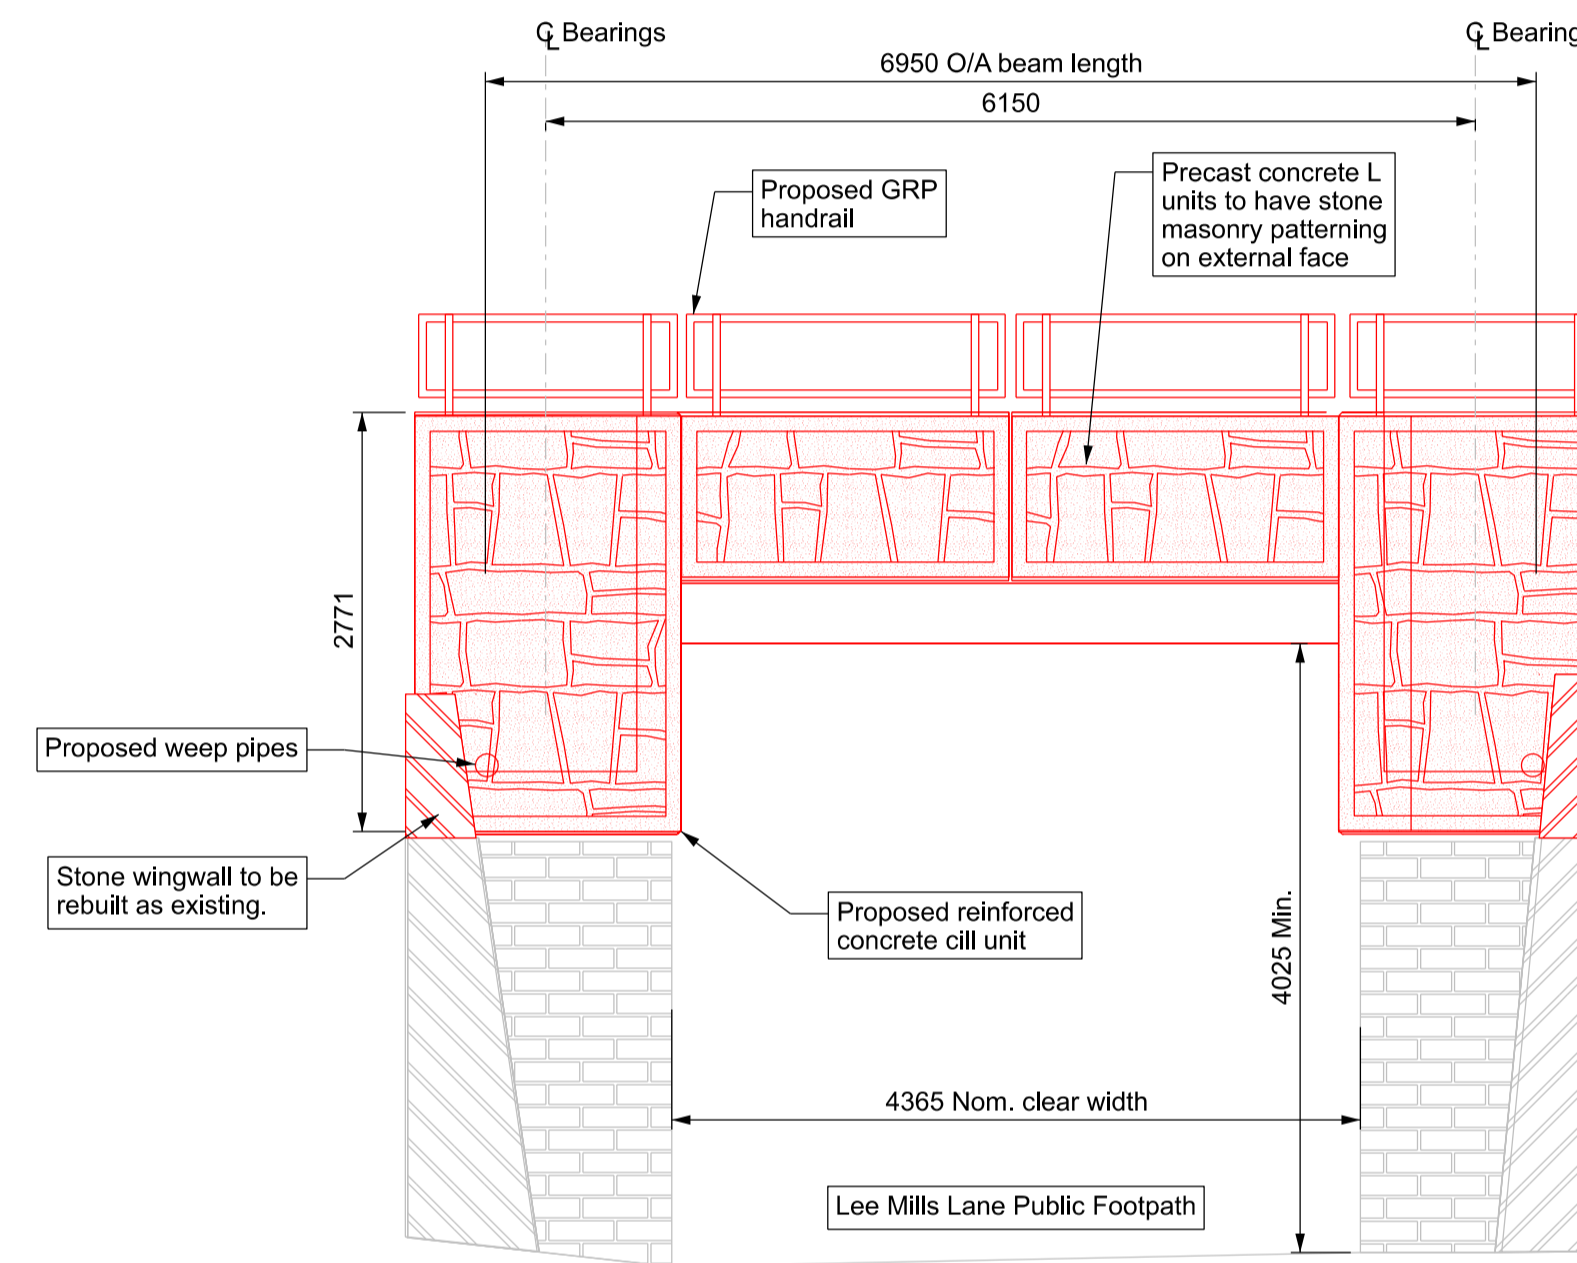 ℄ Bearings
℄ Bearing
6950 O/A beam length
6150
Proposed GRP
handrail
Precast concrete L
units to have stone
masonry patterning
on external face
2771
Proposed weep pipes
Stone wingwall to be
rebuilt as existing.
Proposed reinforced
concrete cill unit
4025 Min.
4365 Nom. clear width
Lee Mills Lane Public Footpath